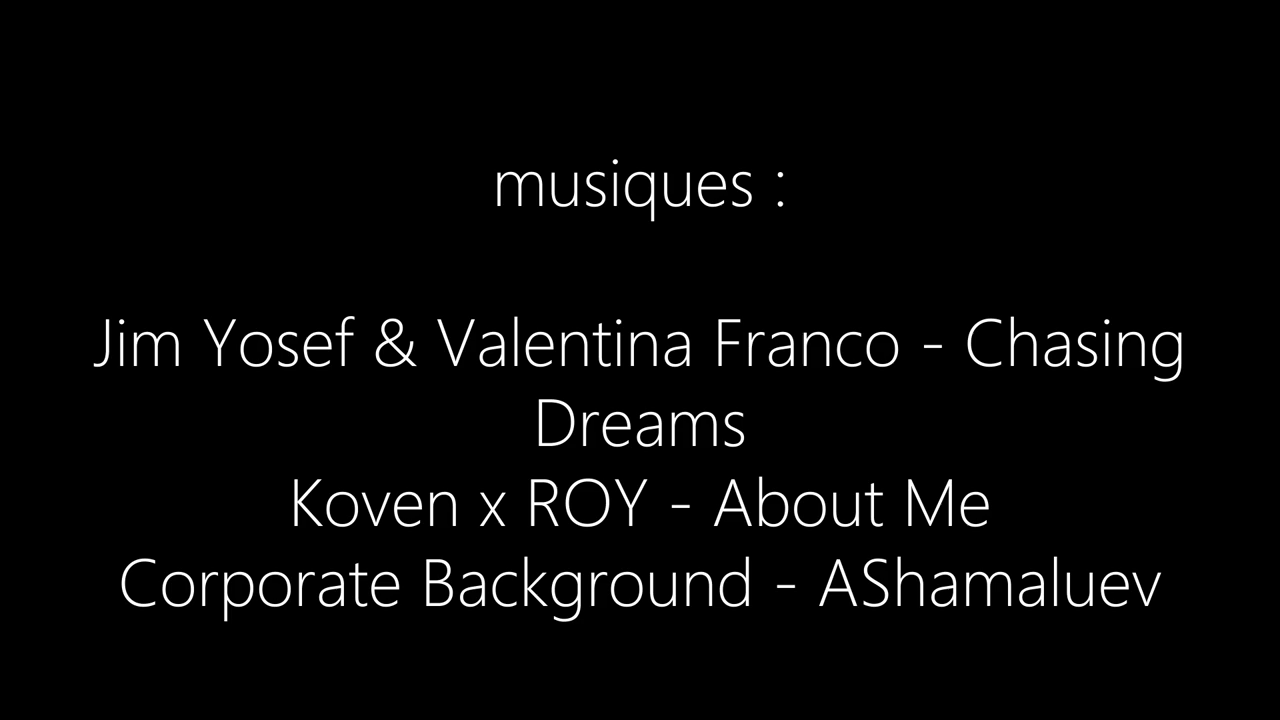 musiques :
Jim Yosef & Valentina Franco - Chasing
Dreams
Koven x ROY - About Me
Corporate Background - AShamaluev